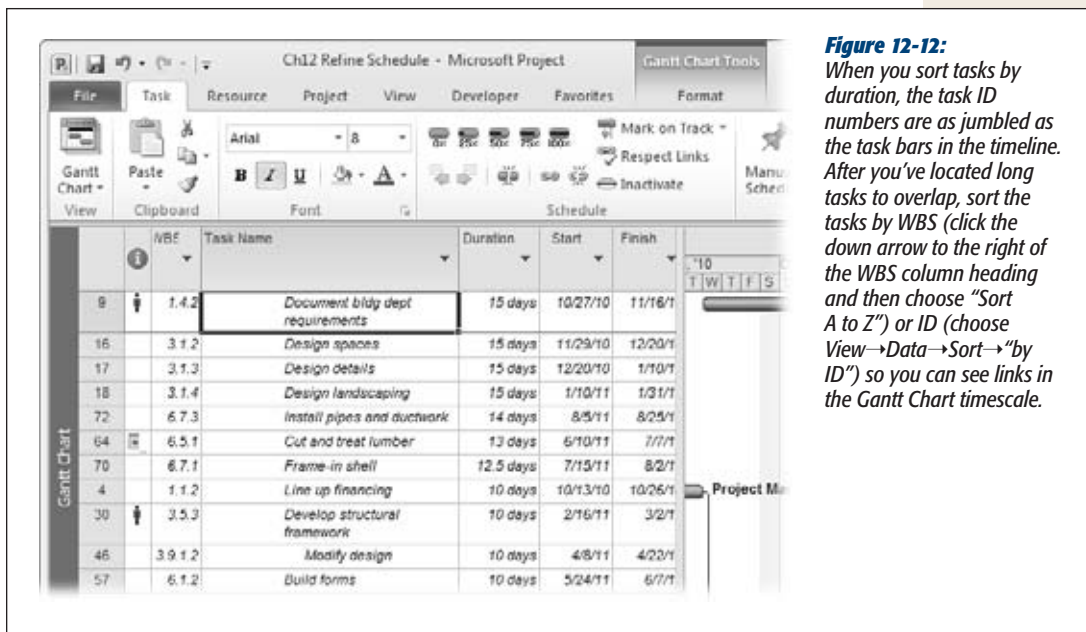 Ch12 Refine Schedule - Microsoft Project
Gantt Chart Tools
File Task Resource Project View Developer Favorites Format
Gantt Chart
View
Paste
Clipboard
Arial 8
B I U A
Font
0% 25% 50% 75% 100%
Mark on Track
Respect Links
Inactivate
Schedule
Gantt Chart
WBS Task Name Duration Start Finish
, '10
T W T F S
9 1.4.2 Document bldg dept requirements 15 days 10/27/10 11/16/1
16 3.1.2 Design spaces 15 days 11/29/10 12/20/1
17 3.1.3 Design details 15 days 12/20/10 1/10/1
18 3.1.4 Design landscaping 15 days 1/10/11 1/31/1
72 6.7.3 Install pipes and ductwork 14 days 8/5/11 8/25/1
64 6.5.1 Cut and treat lumber 13 days 6/10/11 7/7/1
70 6.7.1 Frame-in shell 12.5 days 7/15/11 8/2/1
4 1.1.2 Line up financing 10 days 10/13/10 10/26/1
Project Ma
30 3.5.3 Develop structural framework 10 days 2/16/11 3/2/1
46 3.9.1.2 Modify design 10 days 4/8/11 4/22/1
57 6.1.2 Build forms 10 days 5/24/11 6/7/1
Figure 12-12:
When you sort tasks by
duration, the task ID
numbers are as jumbled as
the task bars in the timeline.
After you've located long
tasks to overlap, sort the
tasks by WBS (click the
down arrow to the right of
the WBS column heading
and then choose "Sort
A to Z") or ID (choose
View→Data→Sort→"by
ID") so you can see links in
the Gantt Chart timescale.